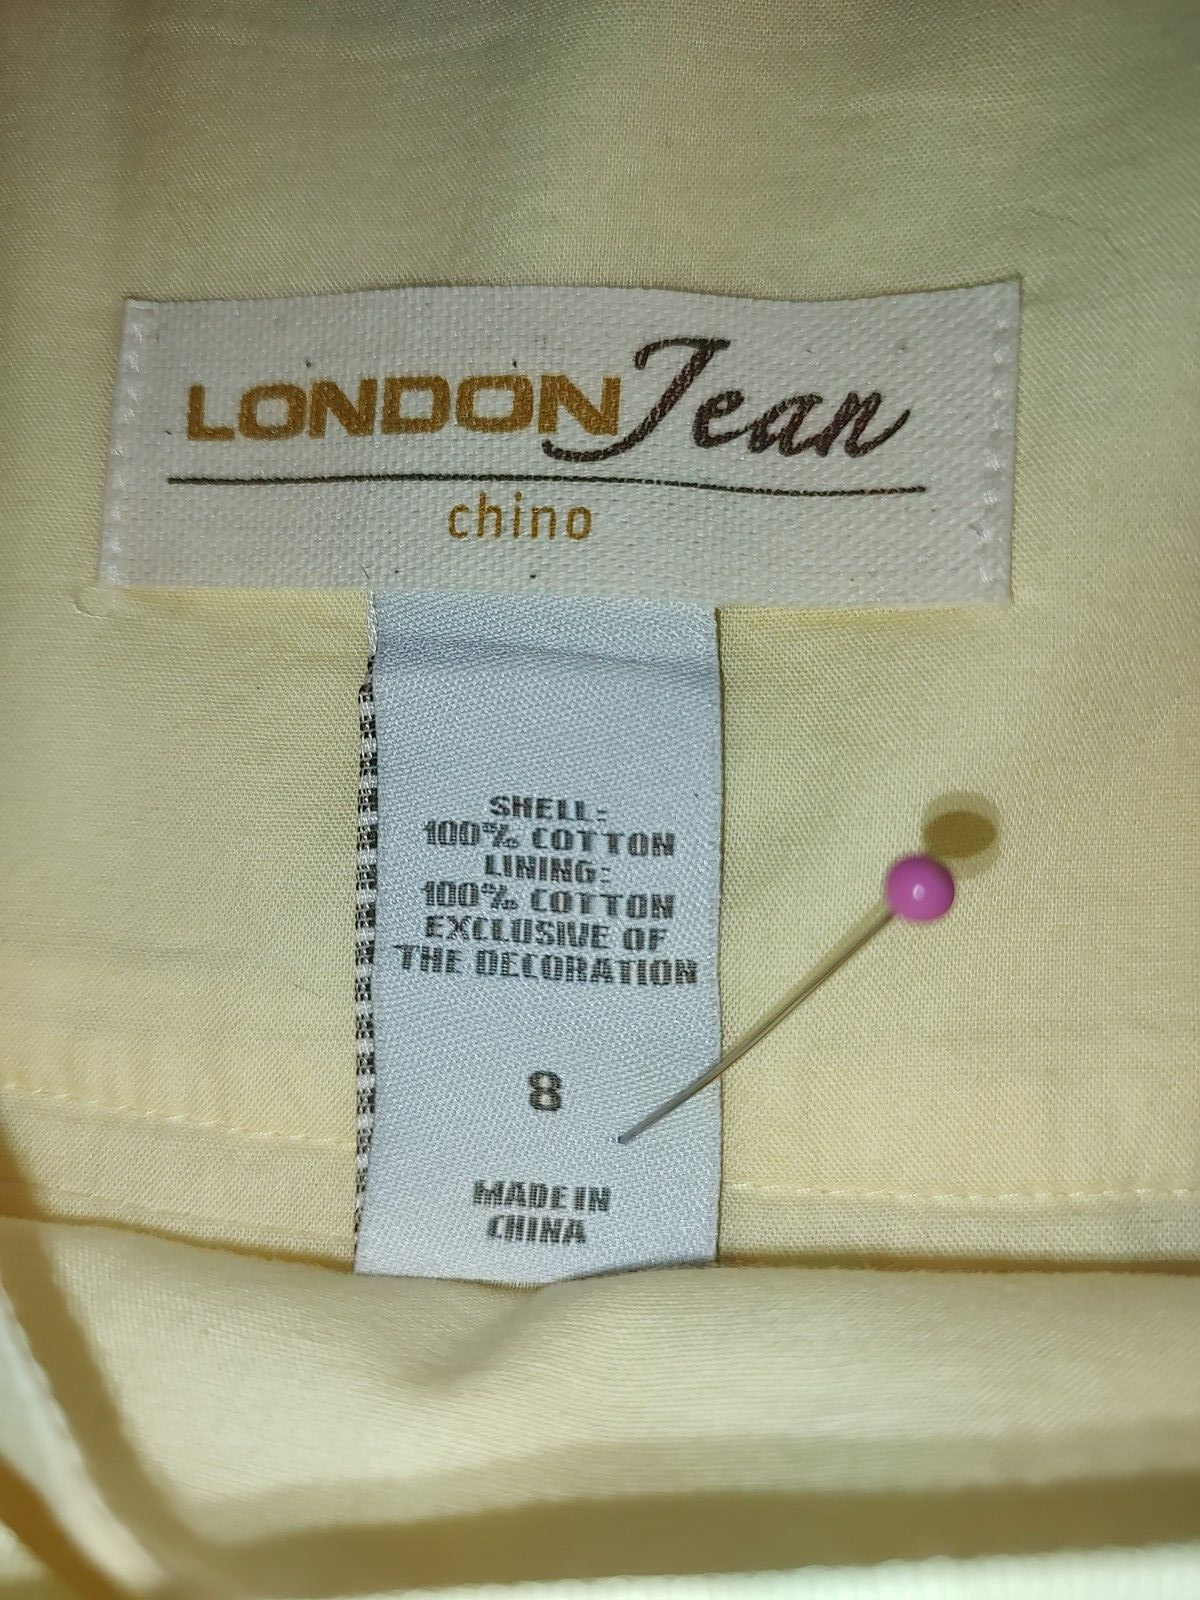 LONDON Jean
chino
SHELL:
100% COTTON
LINING:
100% COTTON
EXCLUSIVE OF
THE DECORATION
8
MADE IN
CHINA